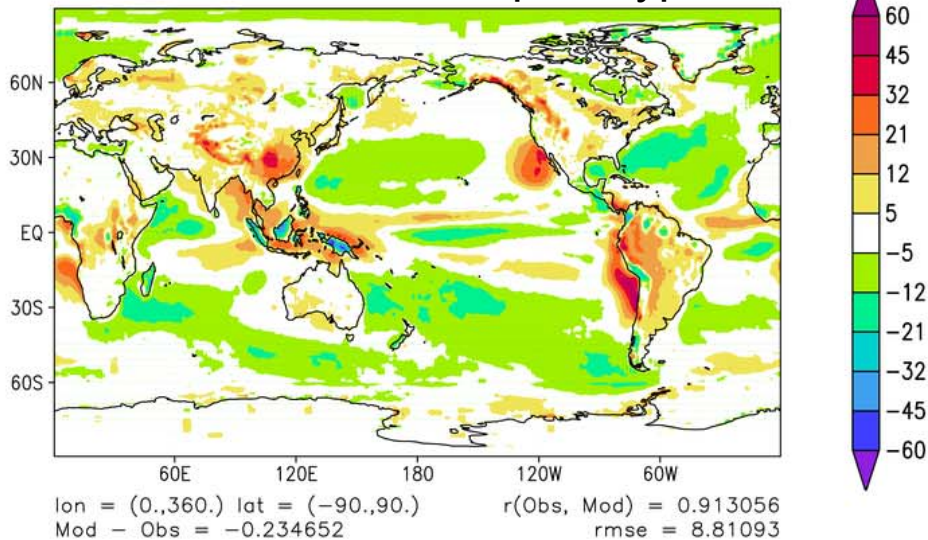 60N
30N
EQ
30S
60S
60E 120E 180 120W 60W
60
45
32
21
12
5
−5
−12
−21
−32
−45
−60
lon = (0.,360.) lat = (−90.,90.) r(Obs, Mod) = 0.913056
Mod − Obs = −0.234652 rmse = 8.81093